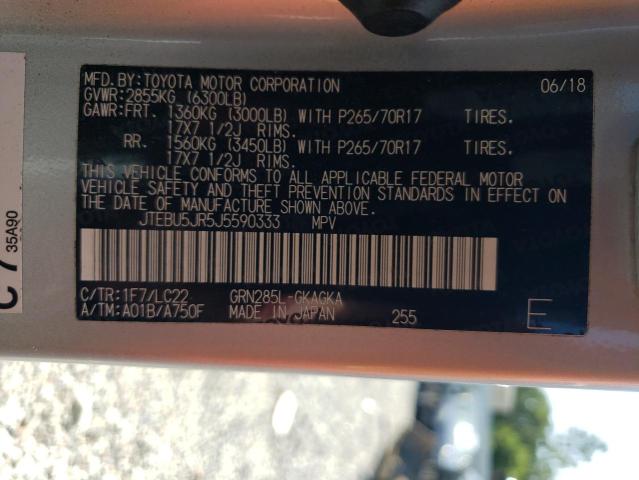 MFD.BY:TOYOTA MOTOR CORPORATION 06/18
GVWR:2855KG (6300LB)
GAWR:FRT. 1360KG (3000LB) WITH P265/70R17 TIRES.
17X7 1/2J RIMS.
RR. 1560KG (3450LB) WITH P265/70R17 TIRES.
17X7 1/2J RIMS.
THIS VEHICLE CONFORMS TO ALL APPLICABLE FEDERAL MOTOR
VEHICLE SAFETY AND THEFT PREVENTION STANDARDS IN EFFECT ON
THE DATE OF MANUFACTURE SHOWN ABOVE.
JTEBU5JR5J5590333 MPV
C/TR:1F7/LC22 GRN285L-GKAGKA
A/TM:A01B/A750F MADE IN JAPAN 255 E
35A90